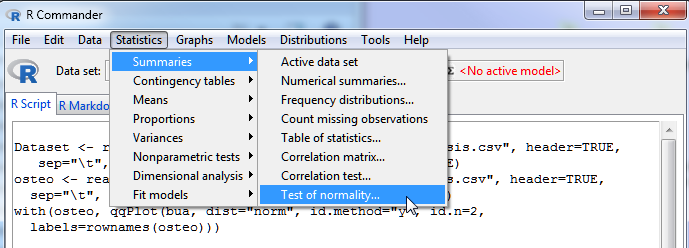 R Commander
File Edit Data Statistics Graphs Models Distributions Tools Help
R Data set: Σ <No active model>
R Script R Markdo
Summaries
Contingency tables
Means
Proportions
Variances
Nonparametric tests
Dimensional analysis
Fit models
Active data set
Numerical summaries...
Frequency distributions...
Count missing observations
Table of statistics...
Correlation matrix...
Correlation test...
Test of normality...
Dataset <- rea sis.csv", header=TRUE,
sep="\t", E)
osteo <- read sis.csv", header=TRUE,
sep="\t",
with(osteo, qqPlot(bua, dist="norm", id.method="y", id.n=2,
labels=rownames(osteo)))